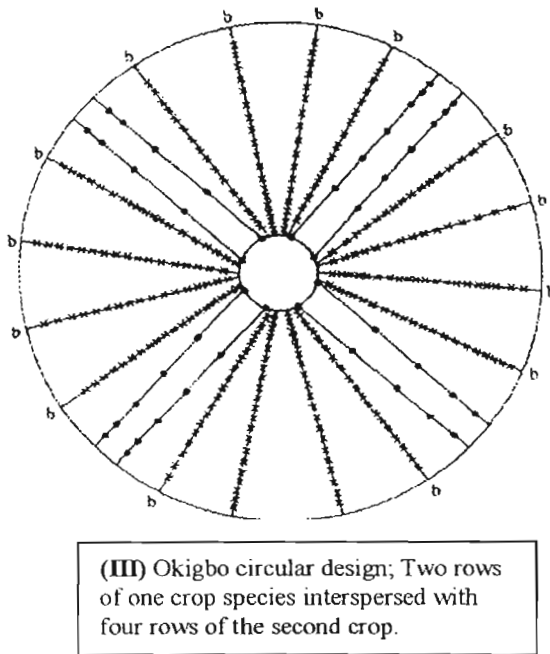 b
b
b
b
b
b
b
b
b
b
b
b
b
(III) Okigbo circular design; Two rows
of one crop species interspersed with
four rows of the second crop.